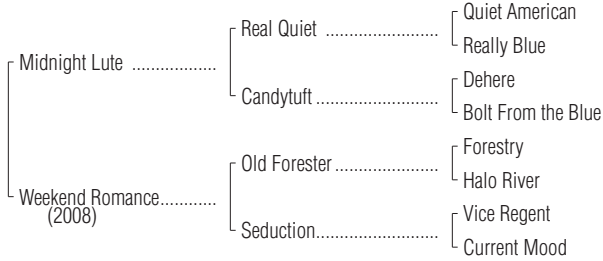 Quiet American
Real Quiet ......................
Really Blue
Midnight Lute ...................
Dehere
Candytuft ........................
Bolt From the Blue
Forestry
Old Forester ....................
Halo River
Weekend Romance............
(2008)
Vice Regent
Seduction........................
Current Mood